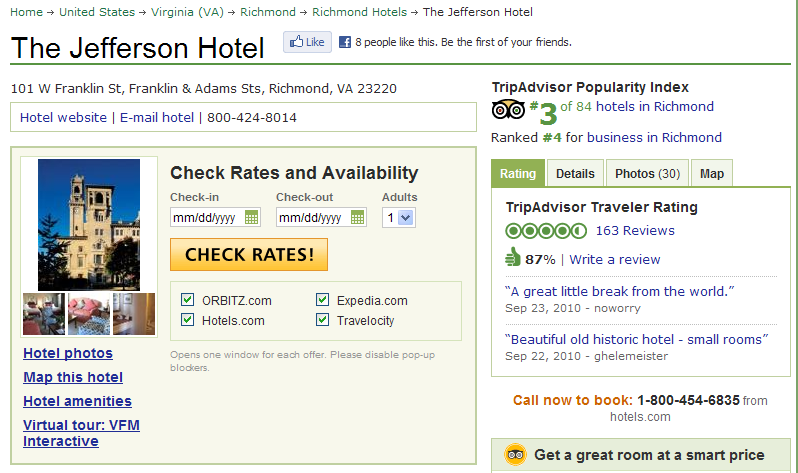 Home → United States → Virginia (VA) → Richmond → Richmond Hotels → The Jefferson Hotel
The Jefferson Hotel
Like
8 people like this. Be the first of your friends.
101 W Franklin St, Franklin & Adams Sts, Richmond, VA 23220
Hotel website | E-mail hotel | 800-424-8014
Check Rates and Availability
Check-in Check-out Adults
mm/dd/yyyy mm/dd/yyyy 1
CHECK RATES!
ORBITZ.com Expedia.com
Hotels.com Travelocity
Opens one window for each offer. Please disable pop-up
blockers.
Hotel photos
Map this hotel
Hotel amenities
Virtual tour: VFM
Interactive
TripAdvisor Popularity Index
#3 of 84 hotels in Richmond
Ranked #4 for business in Richmond
Rating Details Photos (30) Map
TripAdvisor Traveler Rating
163 Reviews
87% | Write a review
“A great little break from the world.”
Sep 23, 2010 - noworry
“Beautiful old historic hotel - small rooms”
Sep 22, 2010 - ghelemeister
Call now to book: 1-800-454-6835 from
hotels.com
Get a great room at a smart price